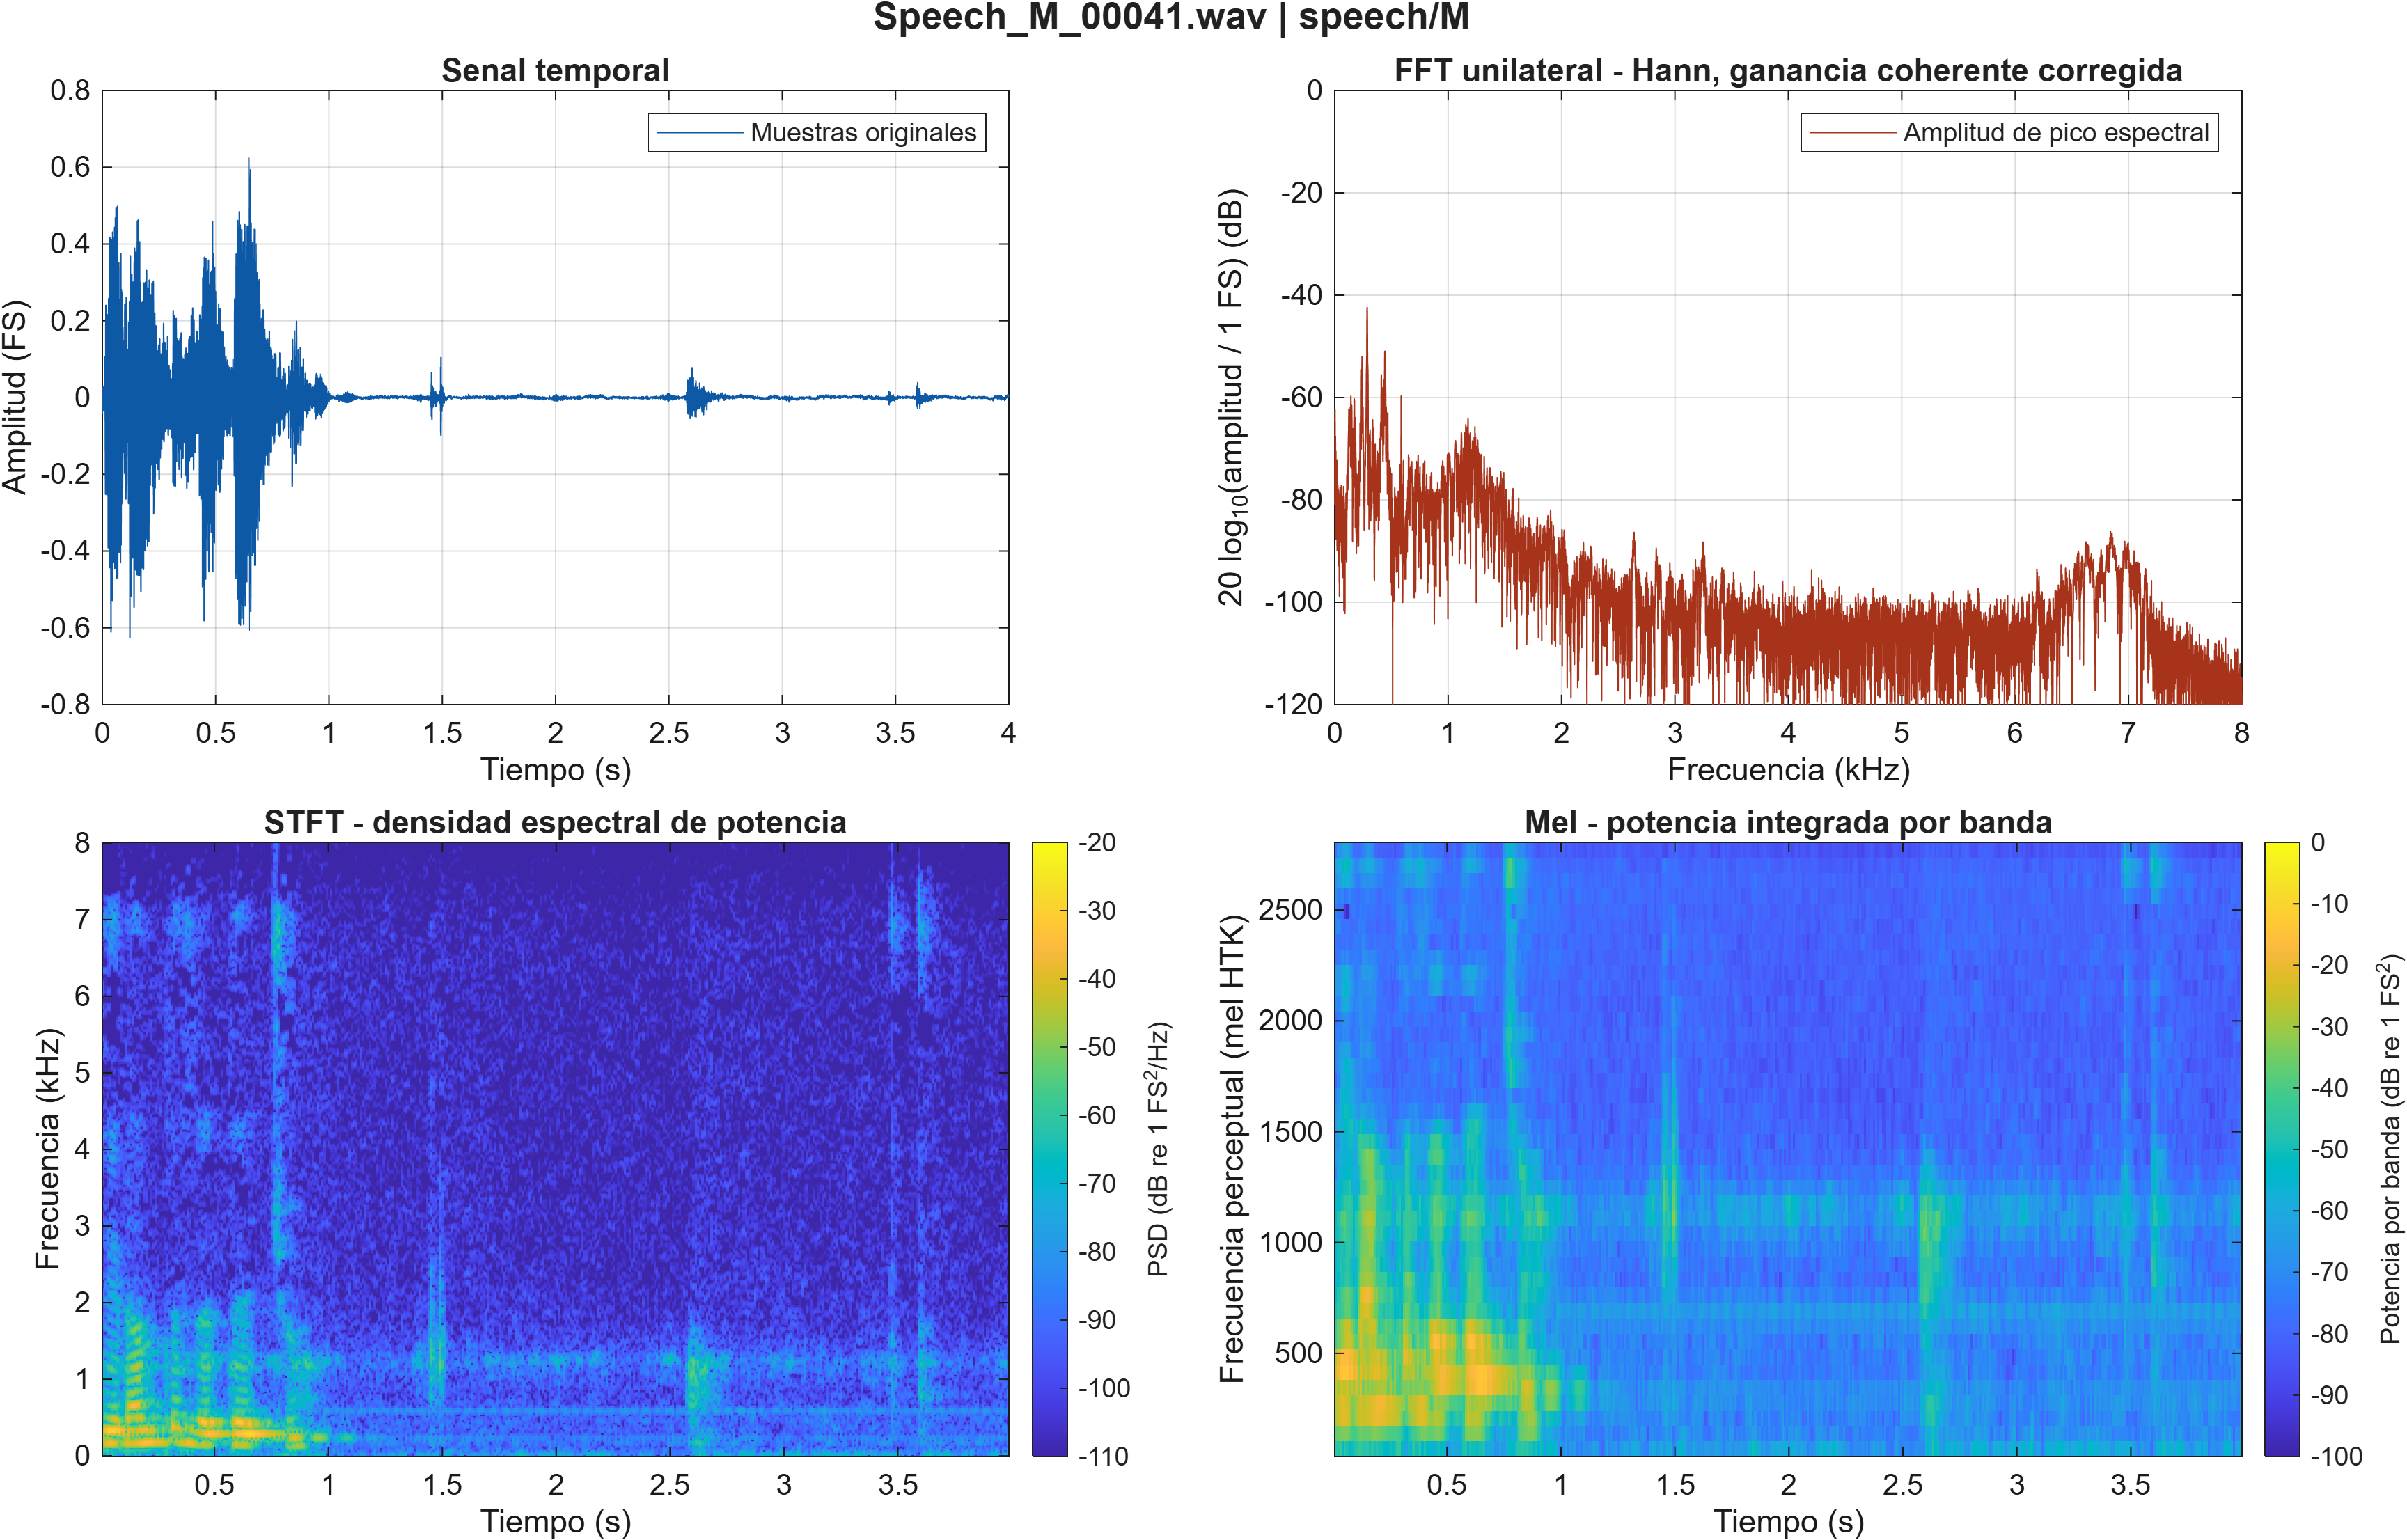 Speech_M_00041.wav | speech/M
Senal temporal
Muestras originales
0.8
0.6
0.4
0.2
0
-0.2
-0.4
-0.6
-0.8
Amplitud (FS)
0 0.5 1 1.5 2 2.5 3 3.5 4
Tiempo (s)
FFT unilateral - Hann, ganancia coherente corregida
Amplitud de pico espectral
0
-20
-40
-60
-80
-100
-120
20 log10(amplitud / 1 FS) (dB)
0 1 2 3 4 5 6 7 8
Frecuencia (kHz)
STFT - densidad espectral de potencia
8
7
6
5
4
3
2
1
0
Frecuencia (kHz)
0.5 1 1.5 2 2.5 3 3.5
Tiempo (s)
-20
-30
-40
-50
-60
-70
-80
-90
-100
-110
PSD (dB re 1 FS²/Hz)
Mel - potencia integrada por banda
2500
2000
1500
1000
500
Frecuencia perceptual (mel HTK)
0.5 1 1.5 2 2.5 3 3.5
Tiempo (s)
0
-10
-20
-30
-40
-50
-60
-70
-80
-90
-100
Potencia por banda (dB re 1 FS²)